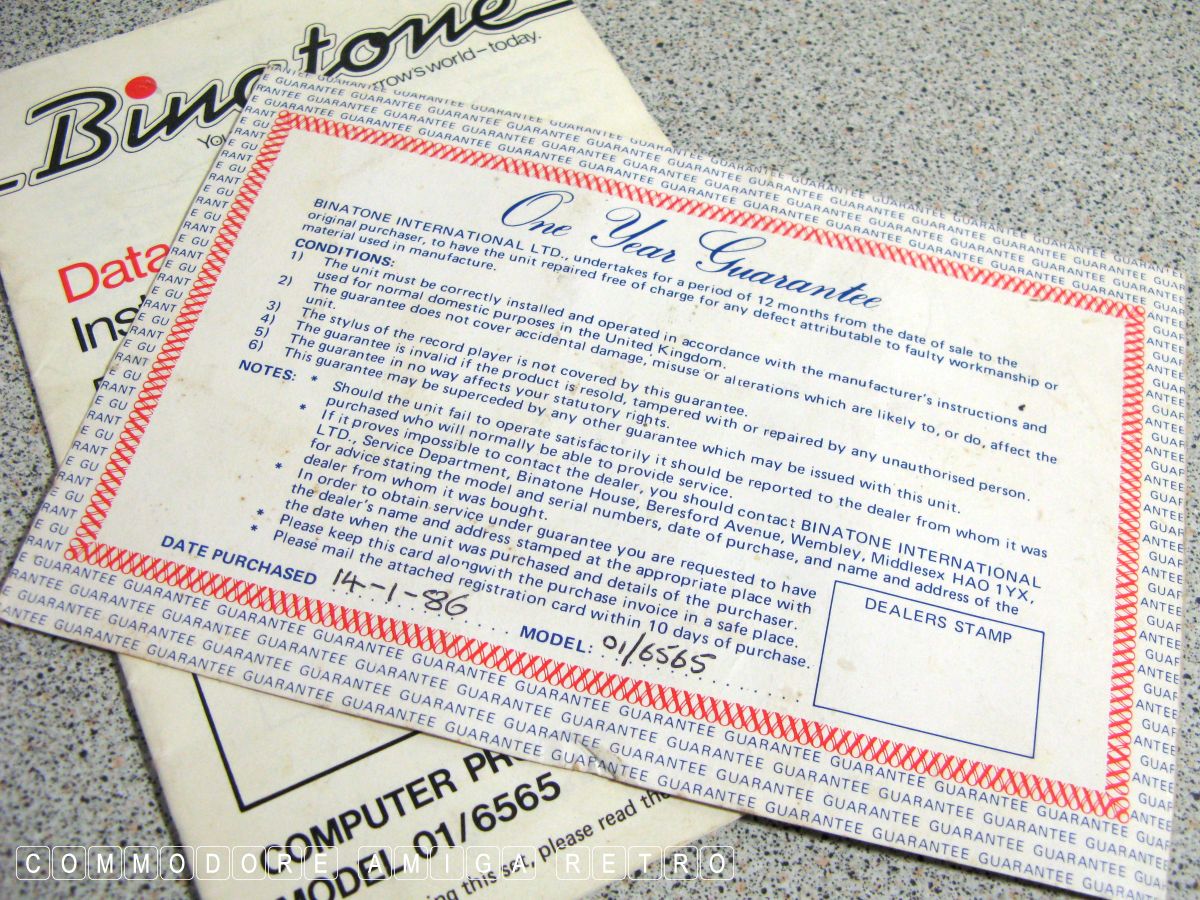 Binatone
ROW'S world-today.
Data
COMPUTER
MODEL 01/6565
this set, please read the
GUARANTEE GUARANTEE GUARANTEE GUARANTEE GUARANTEE GUARANTEE
One Year Guarantee
BINATONE INTERNATIONAL LTD., undertakes for a period of 12 months from the date of sale to the
original purchaser, to have the unit repaired free of charge for any defect attributable to faulty workmanship or
material used in manufacture.
CONDITIONS:
1) The unit must be correctly installed and operated in accordance with the manufacturer's instructions and
used for normal domestic purposes in the United Kingdom.
2) The guarantee does not cover accidental damage, misuse or alterations which are likely to, or do, affect the
unit.
3) The stylus of the record player is not covered by this guarantee.
4) The guarantee is invalid if the product is resold, tampered with or repaired by any unauthorised person.
5) The guarantee in no way affects your statutory rights.
6) This guarantee may be superceded by any other guarantee which may be issued with this unit.
NOTES: * Should the unit fail to operate satisfactorily it should be reported to the dealer from whom it was
purchased who will normally be able to provide service.
* If it proves impossible to contact the dealer, you should contact BINATONE INTERNATIONAL
LTD., Service Department, Binatone House, Beresford Avenue, Wembley, Middlesex HAO 1YX,
for advice stating the model and serial numbers, date of purchase, and name and address of the
dealer from whom it was bought.
* In order to obtain service under guarantee you are requested to have
the dealer's name and address stamped at the appropriate place with
the date when the unit was purchased and details of the purchaser.
* Please keep this card alongwith the purchase invoice in a safe place.
* Please mail the attached registration card within 10 days of purchase.
DATE PURCHASED 14-1-86 MODEL: 01/6565
DEALERS STAMP
COMMODORE AMIGA RETRO